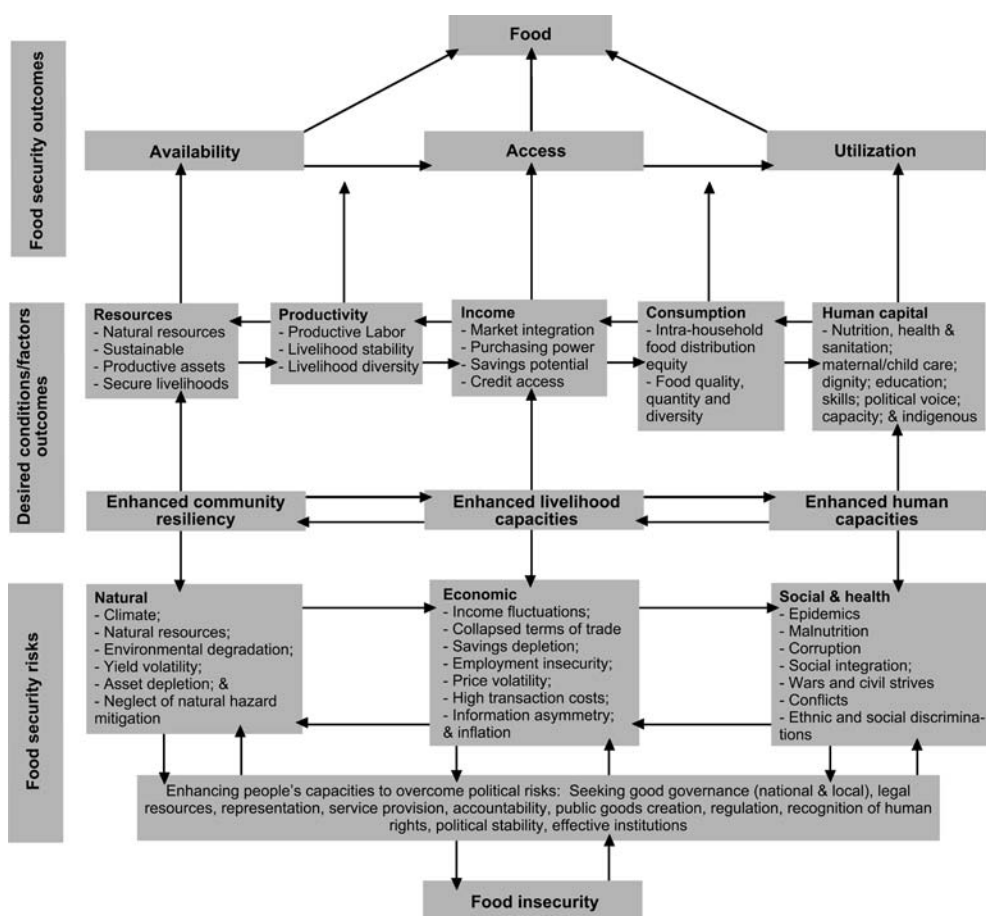 Food
Food security outcomes
Availability
Access
Utilization
Desired conditions/factors
outcomes
Resources
- Natural resources
- Sustainable
- Productive assets
- Secure livelihoods
Productivity
- Productive Labor
- Livelihood stability
- Livelihood diversity
Income
- Market integration
- Purchasing power
- Savings potential
- Credit access
Consumption
- Intra-household
food distribution
equity
- Food quality,
quantity and
diversity
Human capital
- Nutrition, health &
sanitation;
maternal/child care;
dignity; education;
skills; political voice;
capacity; & indigenous
Enhanced community
resiliency
Enhanced livelihood
capacities
Enhanced human
capacities
Food security risks
Natural
- Climate;
- Natural resources;
- Environmental degradation;
- Yield volatility;
- Asset depletion; &
- Neglect of natural hazard
mitigation
Economic
- Income fluctuations;
- Collapsed terms of trade
- Savings depletion;
- Employment insecurity;
- Price volatility;
- High transaction costs;
- Information asymmetry;
& inflation
Social & health
- Epidemics
- Malnutrition
- Corruption
- Social integration;
- Wars and civil strives
- Conflicts
- Ethnic and social discrimina-
tions
Enhancing people's capacities to overcome political risks: Seeking good governance (national & local), legal
resources, representation, service provision, accountability, public goods creation, regulation, recognition of human
rights, political stability, effective institutions
Food insecurity